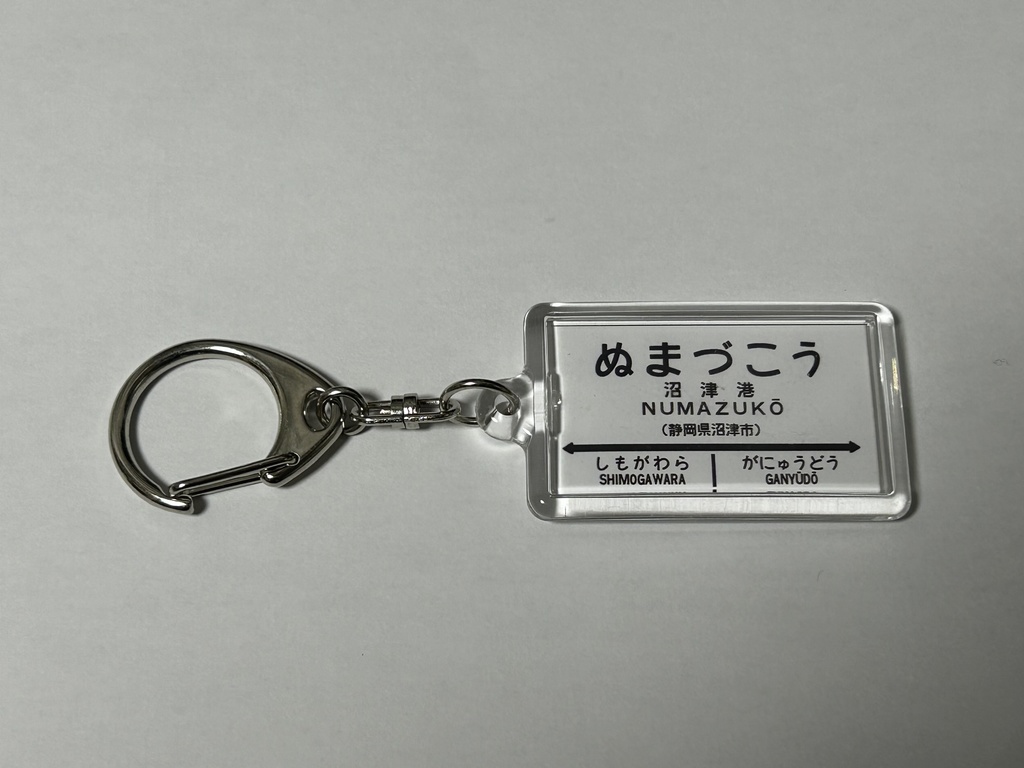 ぬまづこう
沼津港
NUMAZUKŌ
(静岡県沼津市)
しもがわら がにゅうどう
SHIMOGAWARA GANYŪDŌ